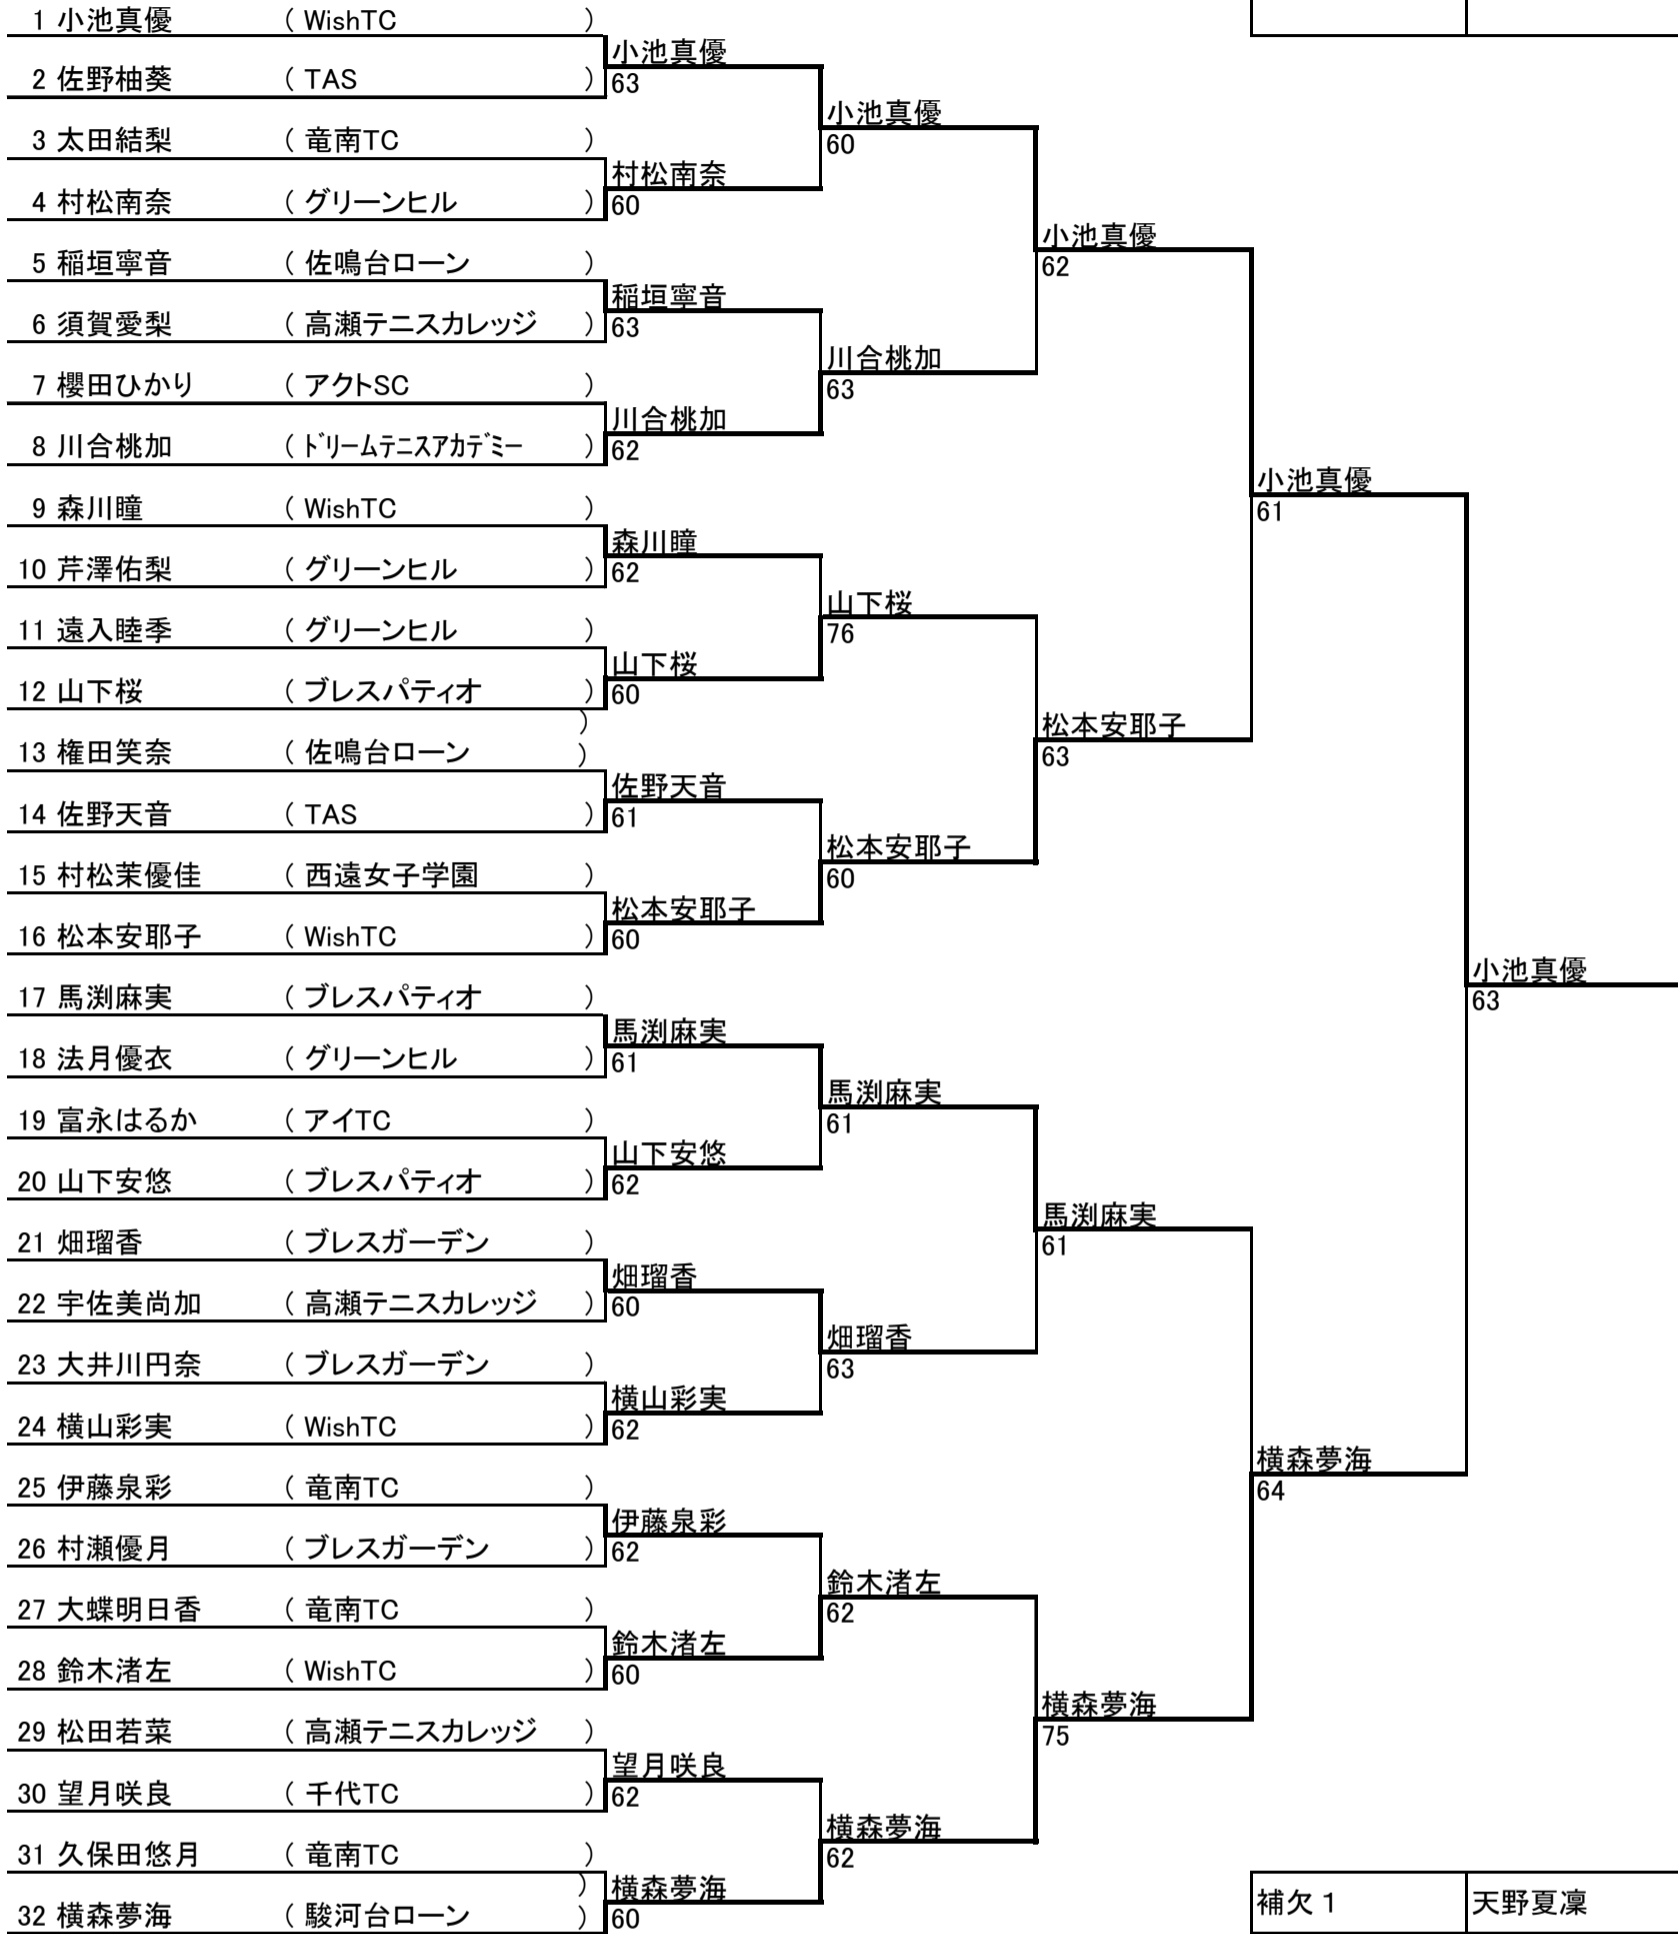 1 小池真優 ( WishTC )
小池真優
2 佐野柚葵 ( TAS )
63
小池真優
3 太田結梨 ( 竜南TC )
60
村松南奈
4 村松南奈 ( グリーンヒル )
60
小池真優
5 稲垣寧音 ( 佐鳴台ローン )
62
稲垣寧音
6 須賀愛梨 ( 高瀬テニスカレッジ )
63
川合桃加
7 櫻田ひかり ( アクトSC )
63
川合桃加
8 川合桃加 ( ﾄﾞﾘｰﾑﾃﾆｽｱｶﾃﾞﾐｰ )
62
小池真優
9 森川瞳 ( WishTC )
61
森川瞳
10 芹澤佑梨 ( グリーンヒル )
62
山下桜
11 遠入睦季 ( グリーンヒル )
76
山下桜
12 山下桜 ( ブレスパティオ )
60
)
松本安耶子
13 権田笑奈 ( 佐鳴台ローン )
63
佐野天音
14 佐野天音 ( TAS )
61
松本安耶子
15 村松茉優佳 ( 西遠女子学園 )
60
松本安耶子
16 松本安耶子 ( WishTC )
60
小池真優
17 馬渕麻実 ( ブレスパティオ )
63
馬渕麻実
18 法月優衣 ( グリーンヒル )
61
馬渕麻実
19 富永はるか ( アイTC )
61
山下安悠
20 山下安悠 ( ブレスパティオ )
62
馬渕麻実
21 畑瑠香 ( ブレスガーデン )
61
畑瑠香
22 宇佐美尚加 ( 高瀬テニスカレッジ )
60
畑瑠香
23 大井川円奈 ( ブレスガーデン )
63
横山彩実
24 横山彩実 ( WishTC )
62
横森夢海
25 伊藤泉彩 ( 竜南TC )
64
伊藤泉彩
26 村瀬優月 ( ブレスガーデン )
62
鈴木渚左
27 大蝶明日香 ( 竜南TC )
62
鈴木渚左
28 鈴木渚左 ( WishTC )
60
横森夢海
29 松田若菜 ( 高瀬テニスカレッジ )
75
望月咲良
30 望月咲良 ( 千代TC )
62
横森夢海
31 久保田悠月 ( 竜南TC )
62
)
横森夢海
32 横森夢海 ( 駿河台ローン )
60
補欠１ 天野夏凜